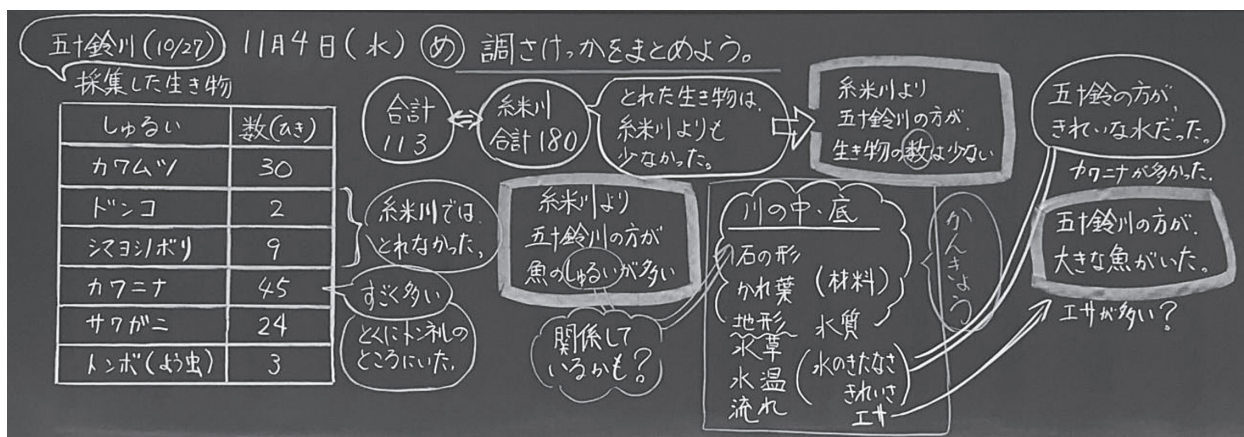 五十鈴川(10/27) 11月4日(水) め 調さけっかをまとめよう。
採集した生き物
しゅるい 数(ひき)
カワムツ 30
ドンコ 2
シマヨシノボリ 9
カワニナ 45
サワガニ 24
トンボ(よう虫) 3
糸米川では、
とれなかった。
すごく多い
とくにトンネルの
ところにいた。
合計
113
⇔
糸米川
合計180
とれた生き物は、
糸米川よりも
少なかった。
糸米川より
五十鈴川の方が、
生き物の数は少ない
糸米川より
五十鈴川の方が
魚のしゅるいが多い
関係して
いるかも?
川の中・底
石の形
かれ葉 (材料)
地形 水質
水草 (水のきたなさ
きれいさ)
水温
流れ エサ
かんきょう
五十鈴の方が、
きれいな水だった。
カワニナが多かった。
五十鈴川の方が、
大きな魚がいた。
エサが多い?